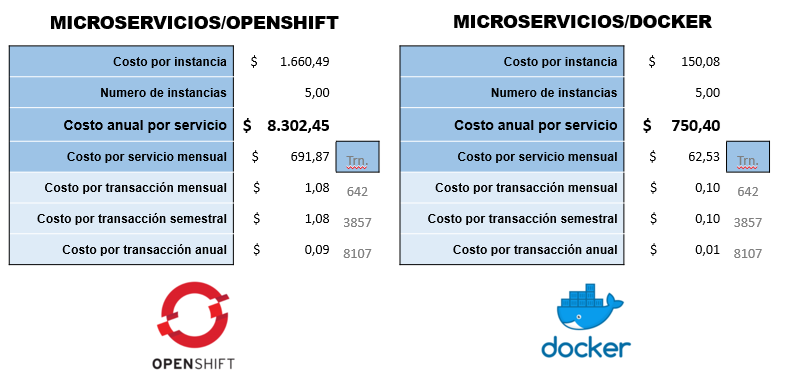 MICROSERVICIOS/OPENSHIFT
Costo por instancia $ 1.660,49
Numero de instancias 5,00
Costo anual por servicio $ 8.302,45
Costo por servicio mensual $ 691,87 Trn.
Costo por transacción mensual $ 1,08 642
Costo por transacción semestral $ 1,08 3857
Costo por transacción anual $ 0,09 8107
OPENSHIFT
MICROSERVICIOS/DOCKER
Costo por instancia $ 150,08
Numero de instancias 5,00
Costo anual por servicio $ 750,40
Costo por servicio mensual $ 62,53 Trn.
Costo por transacción mensual $ 0,10 642
Costo por transacción semestral $ 0,10 3857
Costo por transacción anual $ 0,01 8107
docker